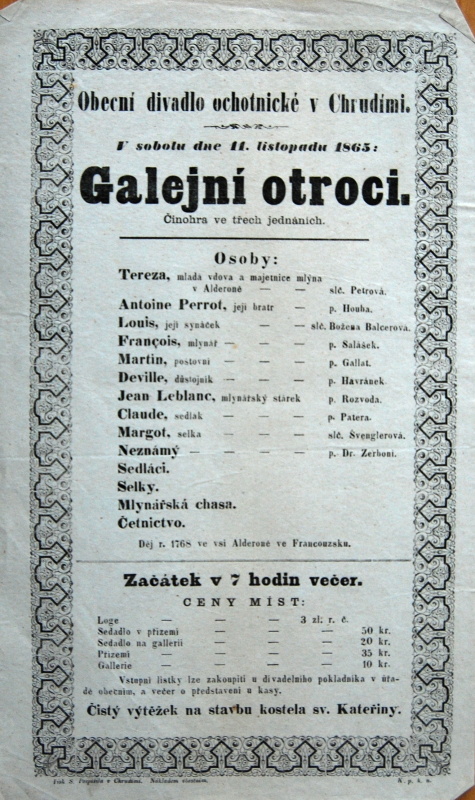 Obecní divadlo ochotnické v Chrudimi.
V sobotu dne 11. listopadu 1865:
Galejní otroci.
Činohra ve třech jednáních.
Osoby:
Tereza, mladá vdova a majetnice mlýna
v Alderoně — — slč. Petrová.
Antoine Perrot, její bratr — p. Houba.
Louis, její synáček — — slč. Božena Balcerova.
François, mlynář — — — p. Salášek.
Martin, poštovní — — — p. Gallat.
Deville, důstojník — — — p. Havránek.
Jean Leblanc, mlynářský stárek p. Rozvoda.
Claude, sedlák — — — p. Patera.
Margot, selka — — — slč. Švenglerová.
Neznámý — — — — p. Dr. Zerboni.
Sedláci.
Selky.
Mlynářská chasa.
Četnictvo.
Děj r. 1768 ve vsi Alderoně ve Francouzsku.
Začátek v 7 hodin večer.
CENY MÍST:
Loge — — 3 zl. r. č.
Sedadlo v přízemí — — — 50 kr.
Sedadlo na gallerii — — — 20 kr.
Přízemí — — — — 35 kr.
Gallerie — — — — 10 kr.
Vstupní lístky lze zakoupiti u divadelního pokladníka v úřa-
dě obecním, a večer o představení u kasy.
Čistý výtěžek na stavbu kostela sv. Kateřiny.
v Chrudimi. Nákladem vlastním.